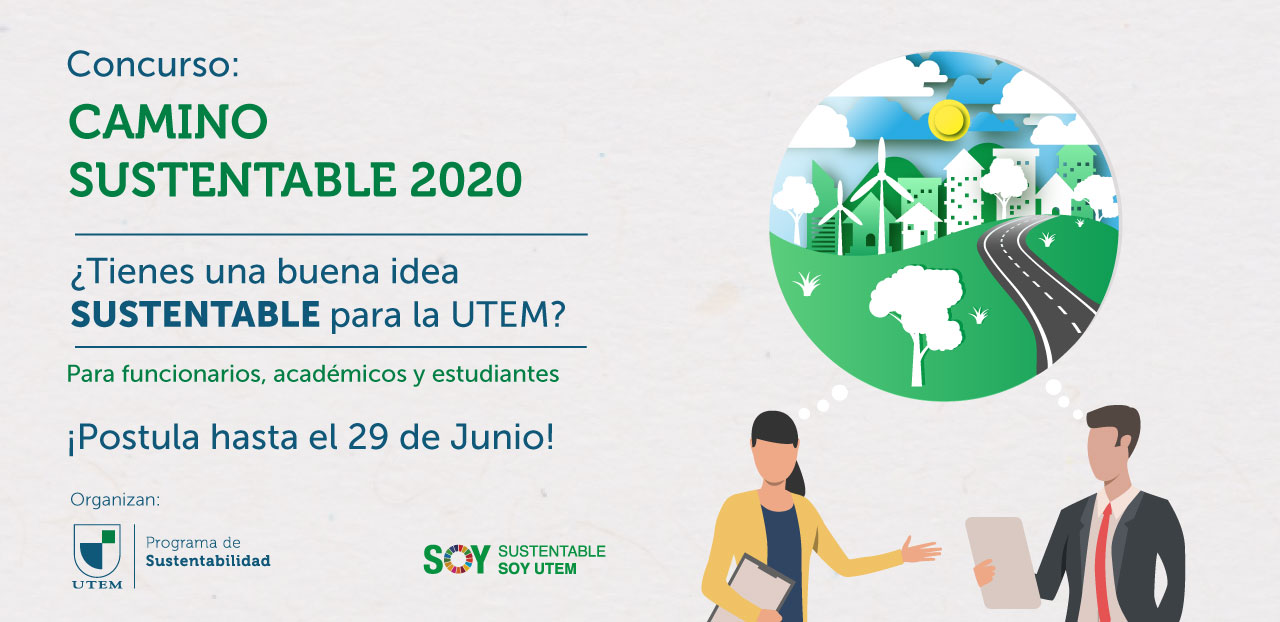 Concurso:
CAMINO
SUSTENTABLE 2020
¿Tienes una buena idea
SUSTENTABLE para la UTEM?
Para funcionarios, académicos y estudiantes
¡Postula hasta el 29 de Junio!
Organizan:
UTEM
Programa de
Sustentabilidad
SOY
SUSTENTABLE
SOY UTEM